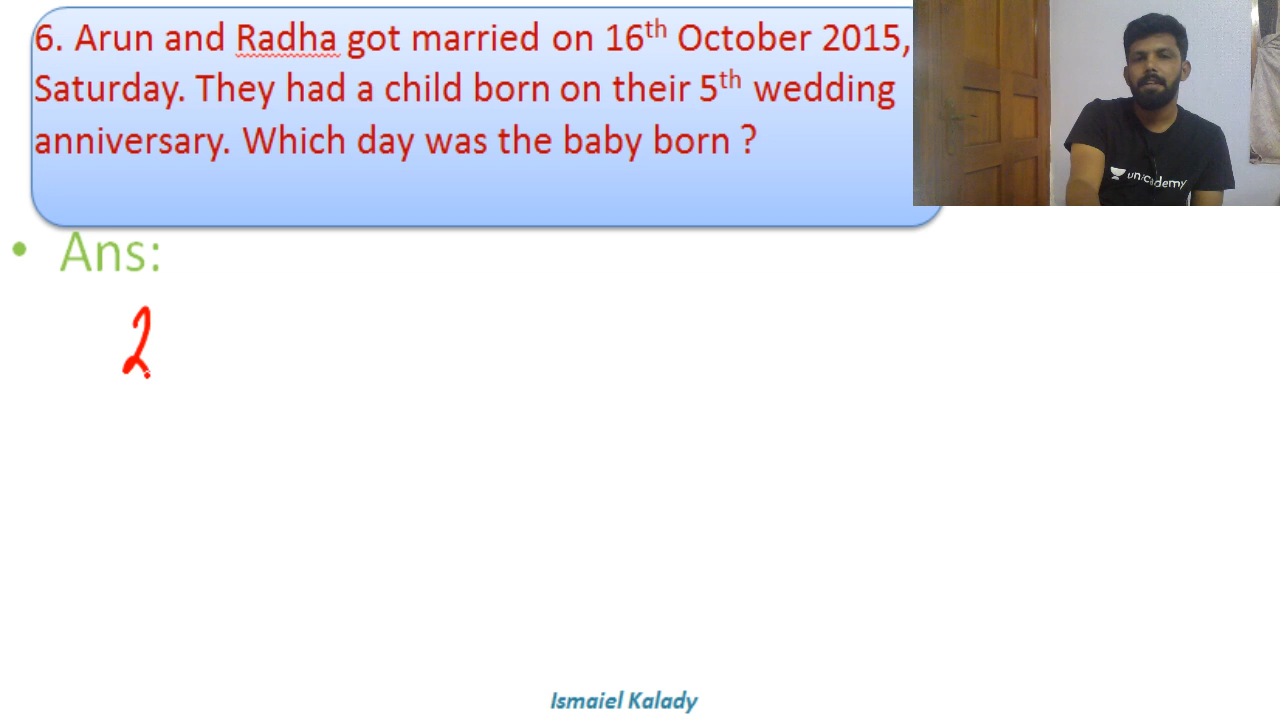 6. Arun and Radha got married on 16th October 2015,
Saturday. They had a child born on their 5th wedding
anniversary. Which day was the baby born ?
unacademy
• Ans:
2
Ismaiel Kalady